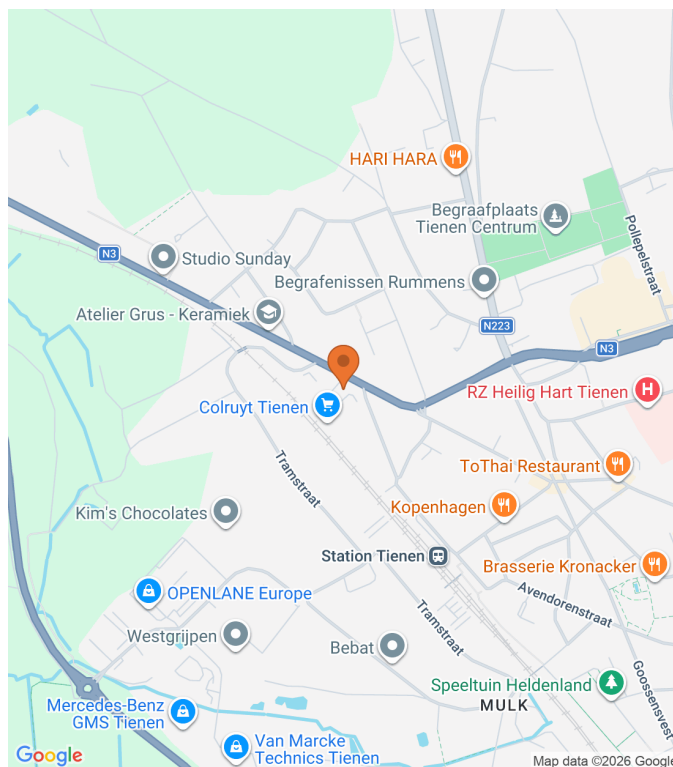 HARI HARA
Begraafplaats
Tienen Centrum
Pollepelstraat
N3
Studio Sunday
Begrafenissen Rummens
Atelier Grus - Keramiek
N223
N3
RZ Heilig Hart Tienen
Colruyt Tienen
ToThai Restaurant
Kim's Chocolates
Kopenhagen
Tramstraat
Station Tienen
Brasserie Kronacker
OPENLANE Europe
Avendorenstraat
Tramstraat
Westgrijpen
Bebat
Goossensvest
Speeltuin Heldenland
MULK
Mercedes-Benz
GMS Tienen
Van Marcke
Technics Tienen
Google
Map data ©2026 Google
H